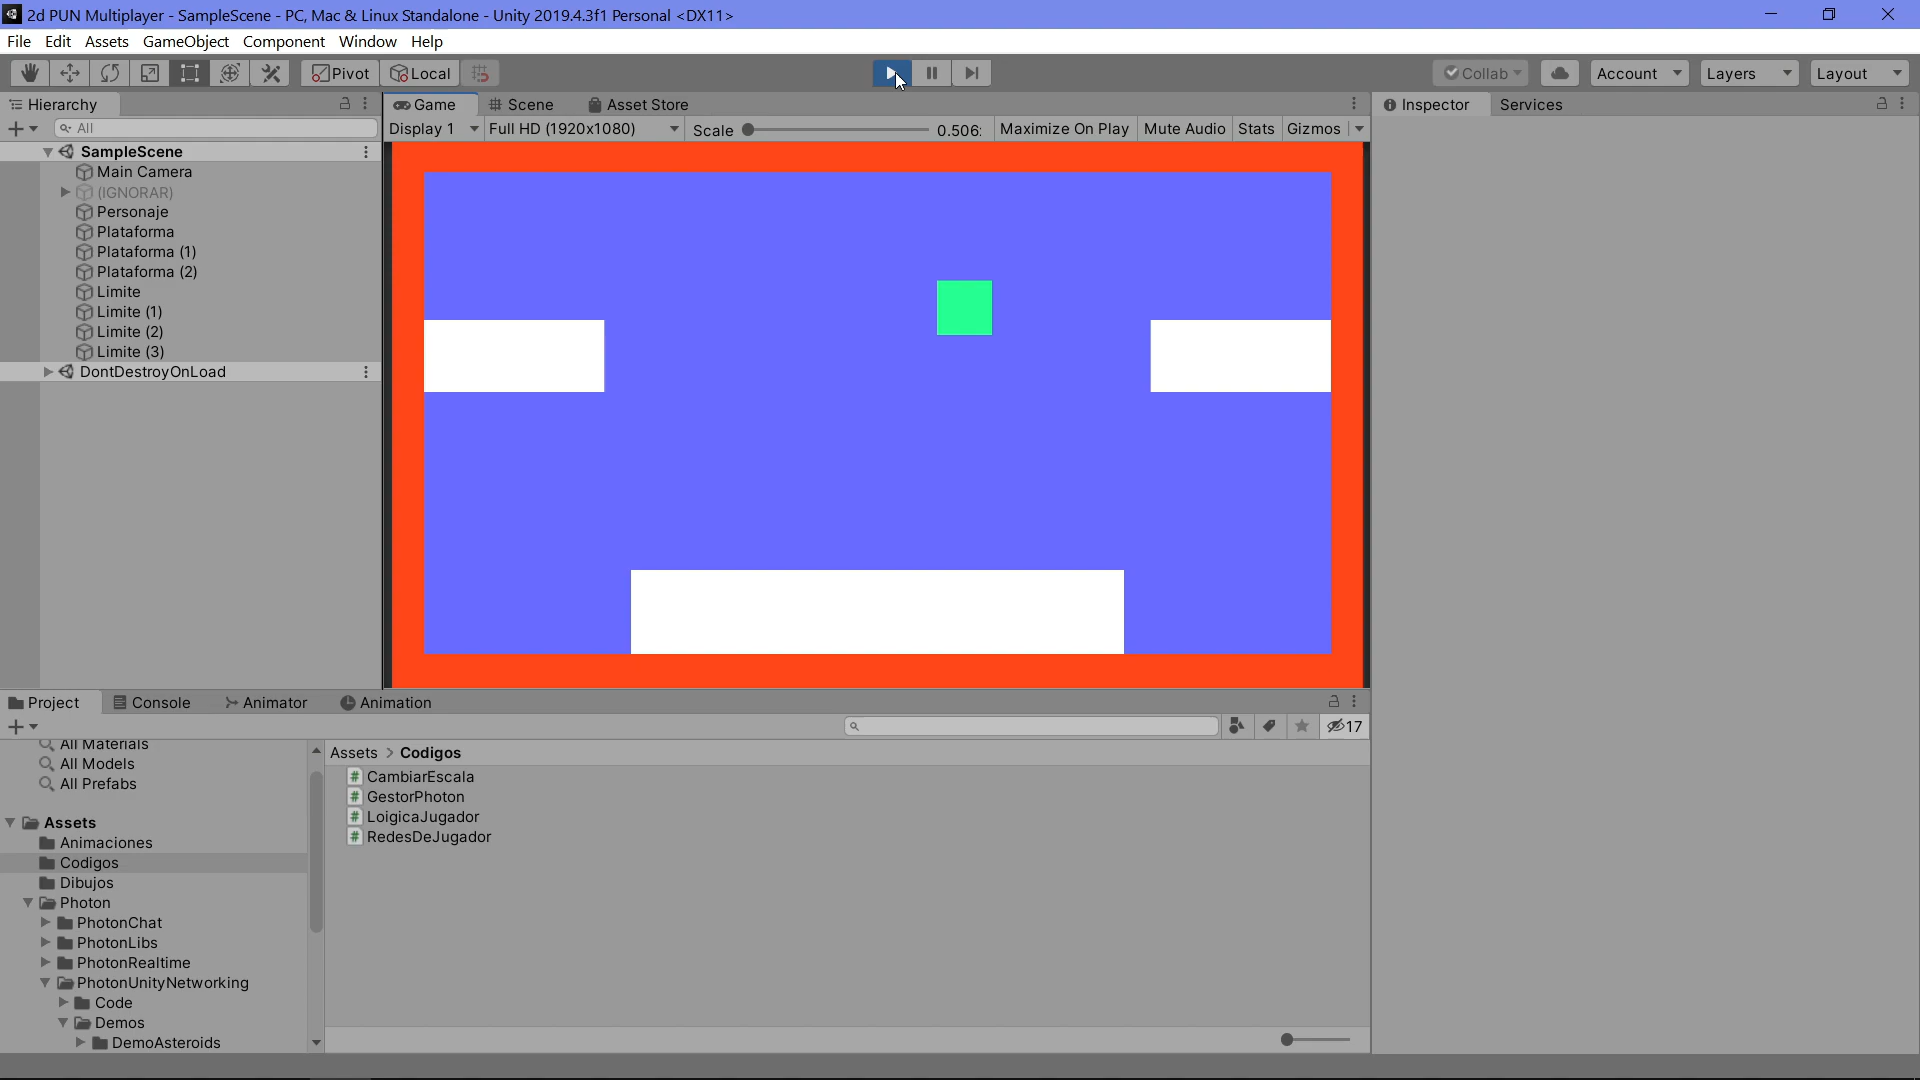 2d PUN Multiplayer - SampleScene - PC, Mac & Linux Standalone - Unity 2019.4.3f1 Personal <DX11>
File Edit Assets GameObject Component Window Help
Pivot Local Collab Account Layers Layout
Hierarchy
All
SampleScene
Main Camera
(IGNORAR)
Personaje
Plataforma
Plataforma (1)
Plataforma (2)
Limite
Limite (1)
Limite (2)
Limite (3)
DontDestroyOnLoad
Game Scene Asset Store
Display 1 Full HD (1920x1080) Scale 0.506: Maximize On Play Mute Audio Stats Gizmos
Inspector Services
Project Console Animator Animation
17
All Materials
All Models
All Prefabs
Assets
Animaciones
Codigos
Dibujos
Photon
PhotonChat
PhotonLibs
PhotonRealtime
PhotonUnityNetworking
Code
Demos
DemoAsteroids
Assets > Codigos
CambiarEscala
GestorPhoton
LoigicaJugador
RedesDeJugador